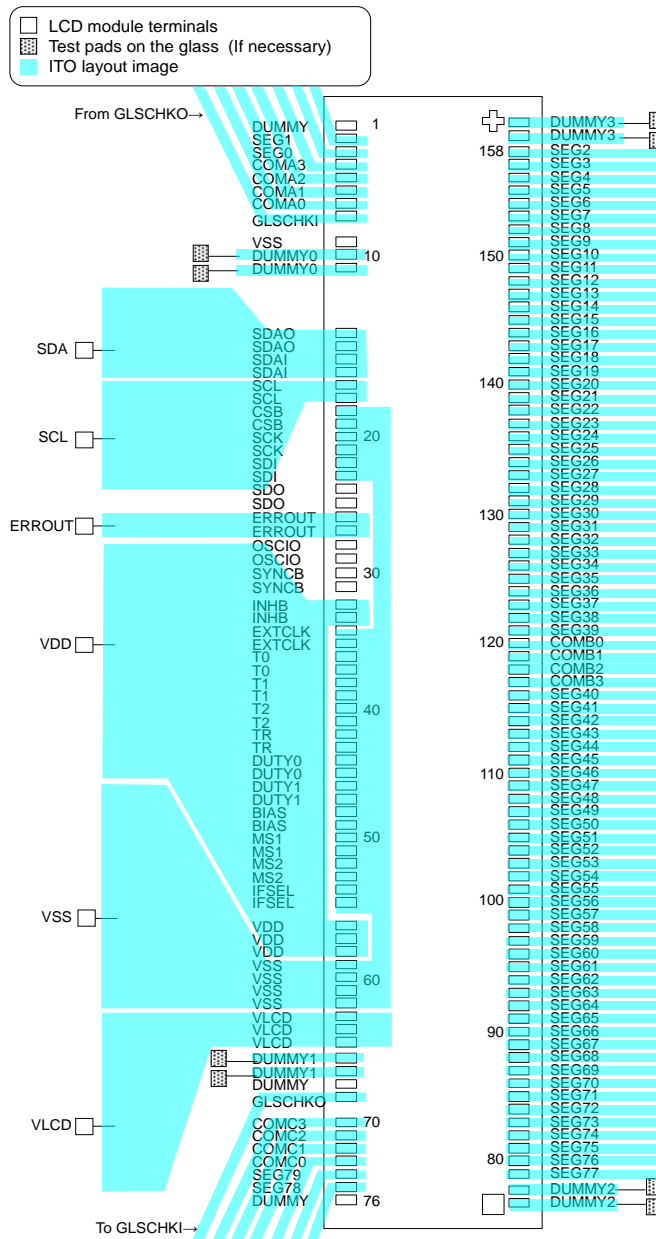 LCD module terminals
Test pads on the glass (If necessary)
ITO layout image
From GLSCHKO→
DUMMY 1
SEG1
SEG0
COMA3
COMA2
COMA1
COMA0
GLSCHKI
VSS
DUMMY0 10
DUMMY0
SDA
SDAO
SDAO
SDAI
SDAI
SCL
SCL
SCL
CSB
CSB
SCK 20
SCK
SDI
SDI
SDO
SDO
ERROUT
ERROUT
ERROUT
OSCIO
OSCIO
SYNCB 30
SYNCB
INHB
INHB
VDD
EXTCLK
EXTCLK
T0
T0
T1
T1
T2 40
T2
TR
TR
DUTY0
DUTY0
DUTY1
DUTY1
BIAS
BIAS
MS1 50
MS1
MS2
MS2
IFSEL
IFSEL
VSS
VDD
VDD
VDD
VSS
VSS 60
VSS
VSS
VLCD
VLCD
VLCD
DUMMY1
DUMMY1
DUMMY
GLSCHKO
VLCD
COMC3 70
COMC2
COMC1
COMC0
SEG79
SEG78
DUMMY 76
To GLSCHKI→
DUMMY3
DUMMY3
158 SEG2
SEG3
SEG4
SEG5
SEG6
SEG7
SEG8
SEG9
150 SEG10
SEG11
SEG12
SEG13
SEG14
SEG15
SEG16
SEG17
SEG18
SEG19
140 SEG20
SEG21
SEG22
SEG23
SEG24
SEG25
SEG26
SEG27
SEG28
SEG29
130 SEG30
SEG31
SEG32
SEG33
SEG34
SEG35
SEG36
SEG37
SEG38
SEG39
120 COMB0
COMB1
COMB2
COMB3
SEG40
SEG41
SEG42
SEG43
SEG44
SEG45
110 SEG46
SEG47
SEG48
SEG49
SEG50
SEG51
SEG52
SEG53
SEG54
SEG55
100 SEG56
SEG57
SEG58
SEG59
SEG60
SEG61
SEG62
SEG63
SEG64
SEG65
90 SEG66
SEG67
SEG68
SEG69
SEG70
SEG71
SEG72
SEG73
SEG74
SEG75
80 SEG76
SEG77
DUMMY2
DUMMY2